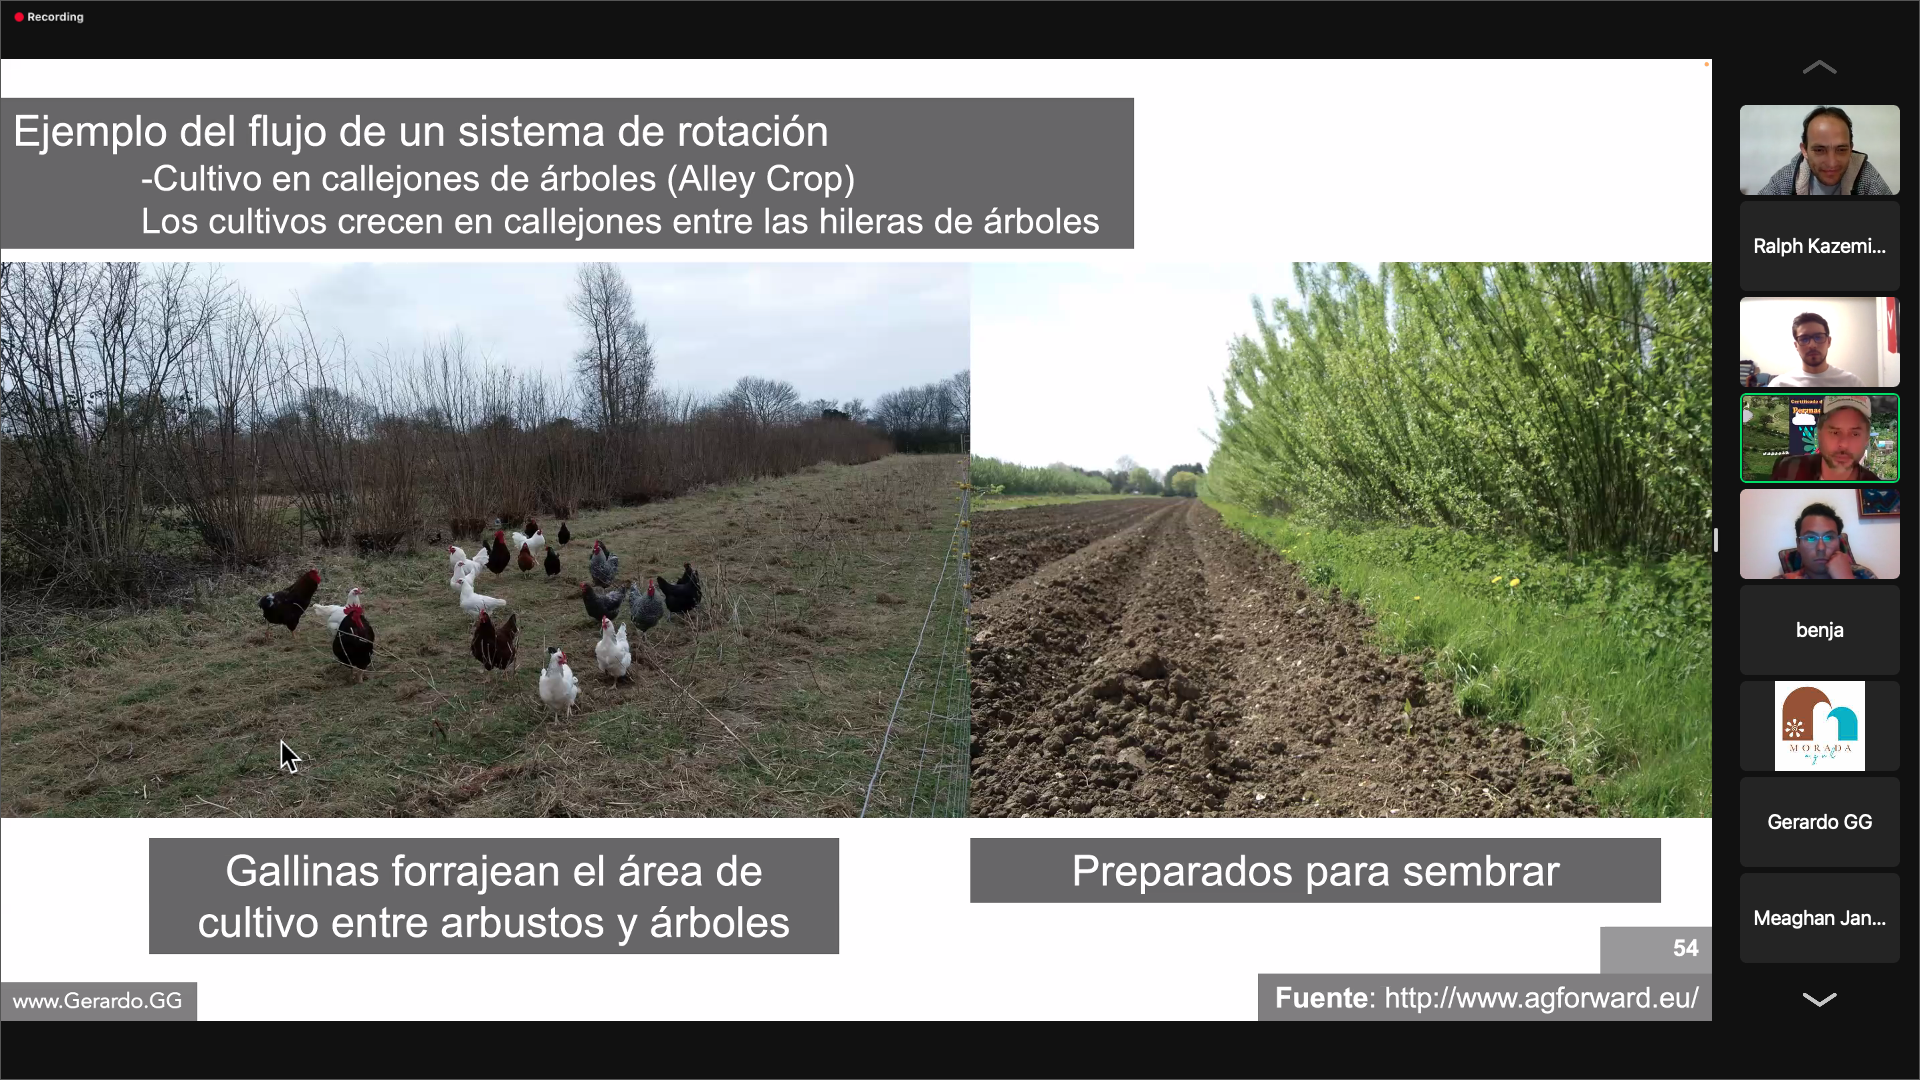 Recording
Ejemplo del flujo de un sistema de rotación
-Cultivo en callejones de árboles (Alley Crop)
Los cultivos crecen en callejones entre las hileras de árboles
Gallinas forrajean el área de
cultivo entre arbustos y árboles
Preparados para sembrar
54
www.Gerardo.GG
Fuente: http://www.agforward.eu/
Ralph Kazemi...
benja
MORADA
azul
Gerardo GG
Meaghan Jan...